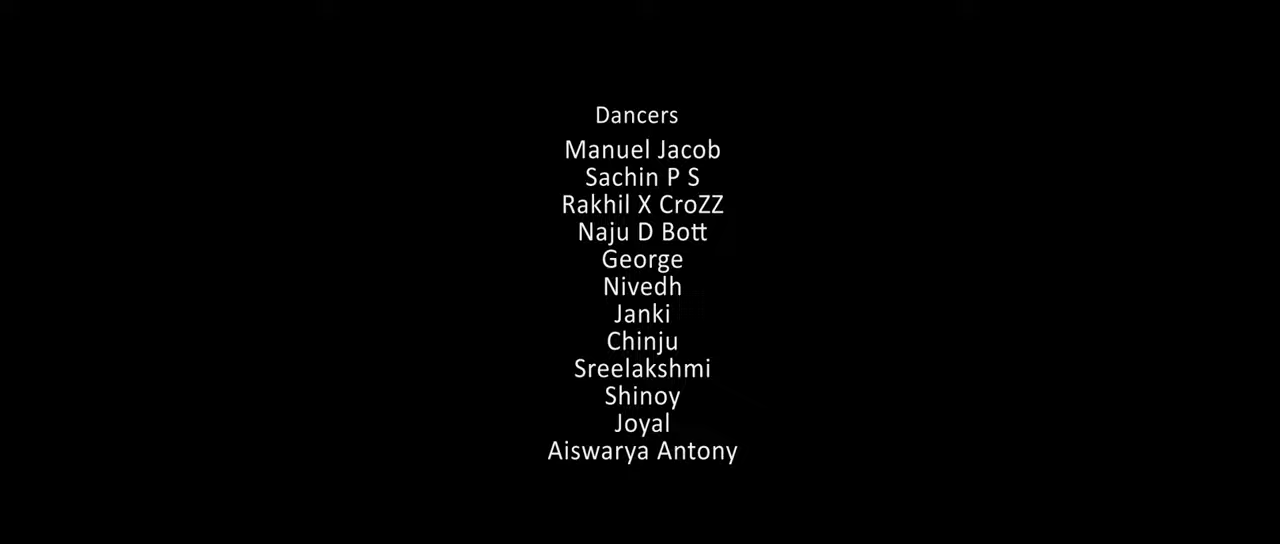 Dancers
Manuel Jacob
Sachin P S
Rakhil X CroZZ
Naju D Bott
George
Nivedh
Janki
Chinju
Sreelakshmi
Shinoy
Joyal
Aiswarya Antony